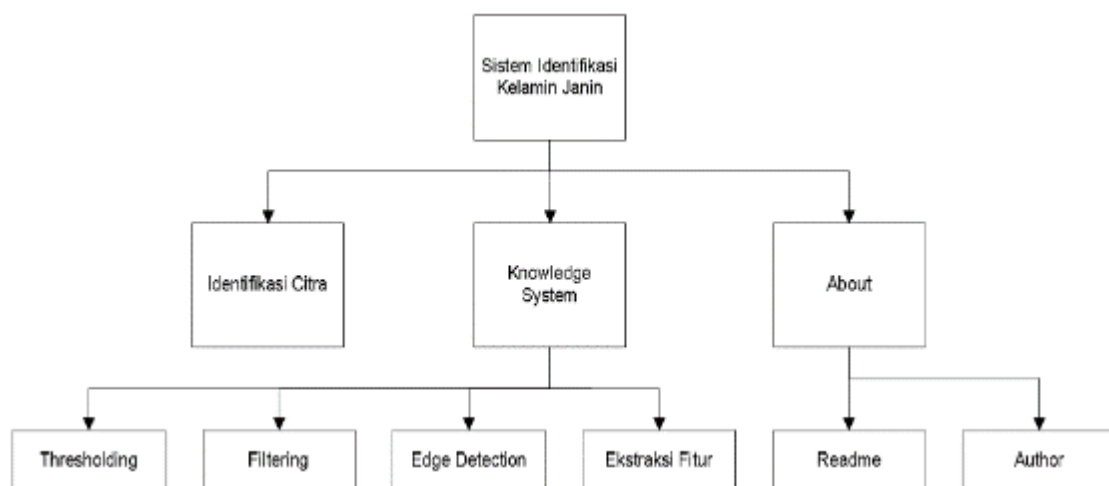 Sistem Identifikasi
Kelamin Janin
Identifikasi Citra
Knowledge
System
About
Thresholding
Filtering
Edge Detection
Ekstraksi Fitur
Readme
Author